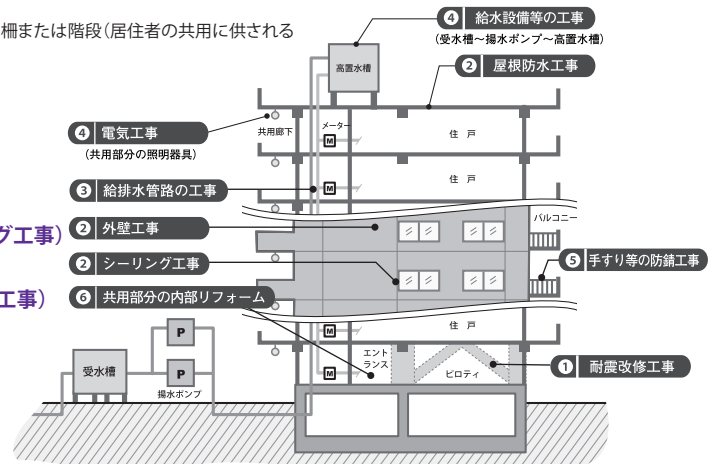 柵または階段（居住者の共用に供される
④ 給水設備等の工事
（受水槽～揚水ポンプ～高置水槽）
高置水槽
② 屋根防水工事
④ 電気工事
（共用部分の照明器具）
共用廊下
メーター
M
住 戸
住 戸
③ 給排水管路の工事
M
② 外壁工事
バルコニー
グ工事）
② シーリング工事
⑤ 手すり等の防錆工事
工事）
⑥ 共用部分の内部リフォーム
M
住 戸
P
エント
ランス
受水槽
P
M
ピロティ
① 耐震改修工事
揚水ポンプ